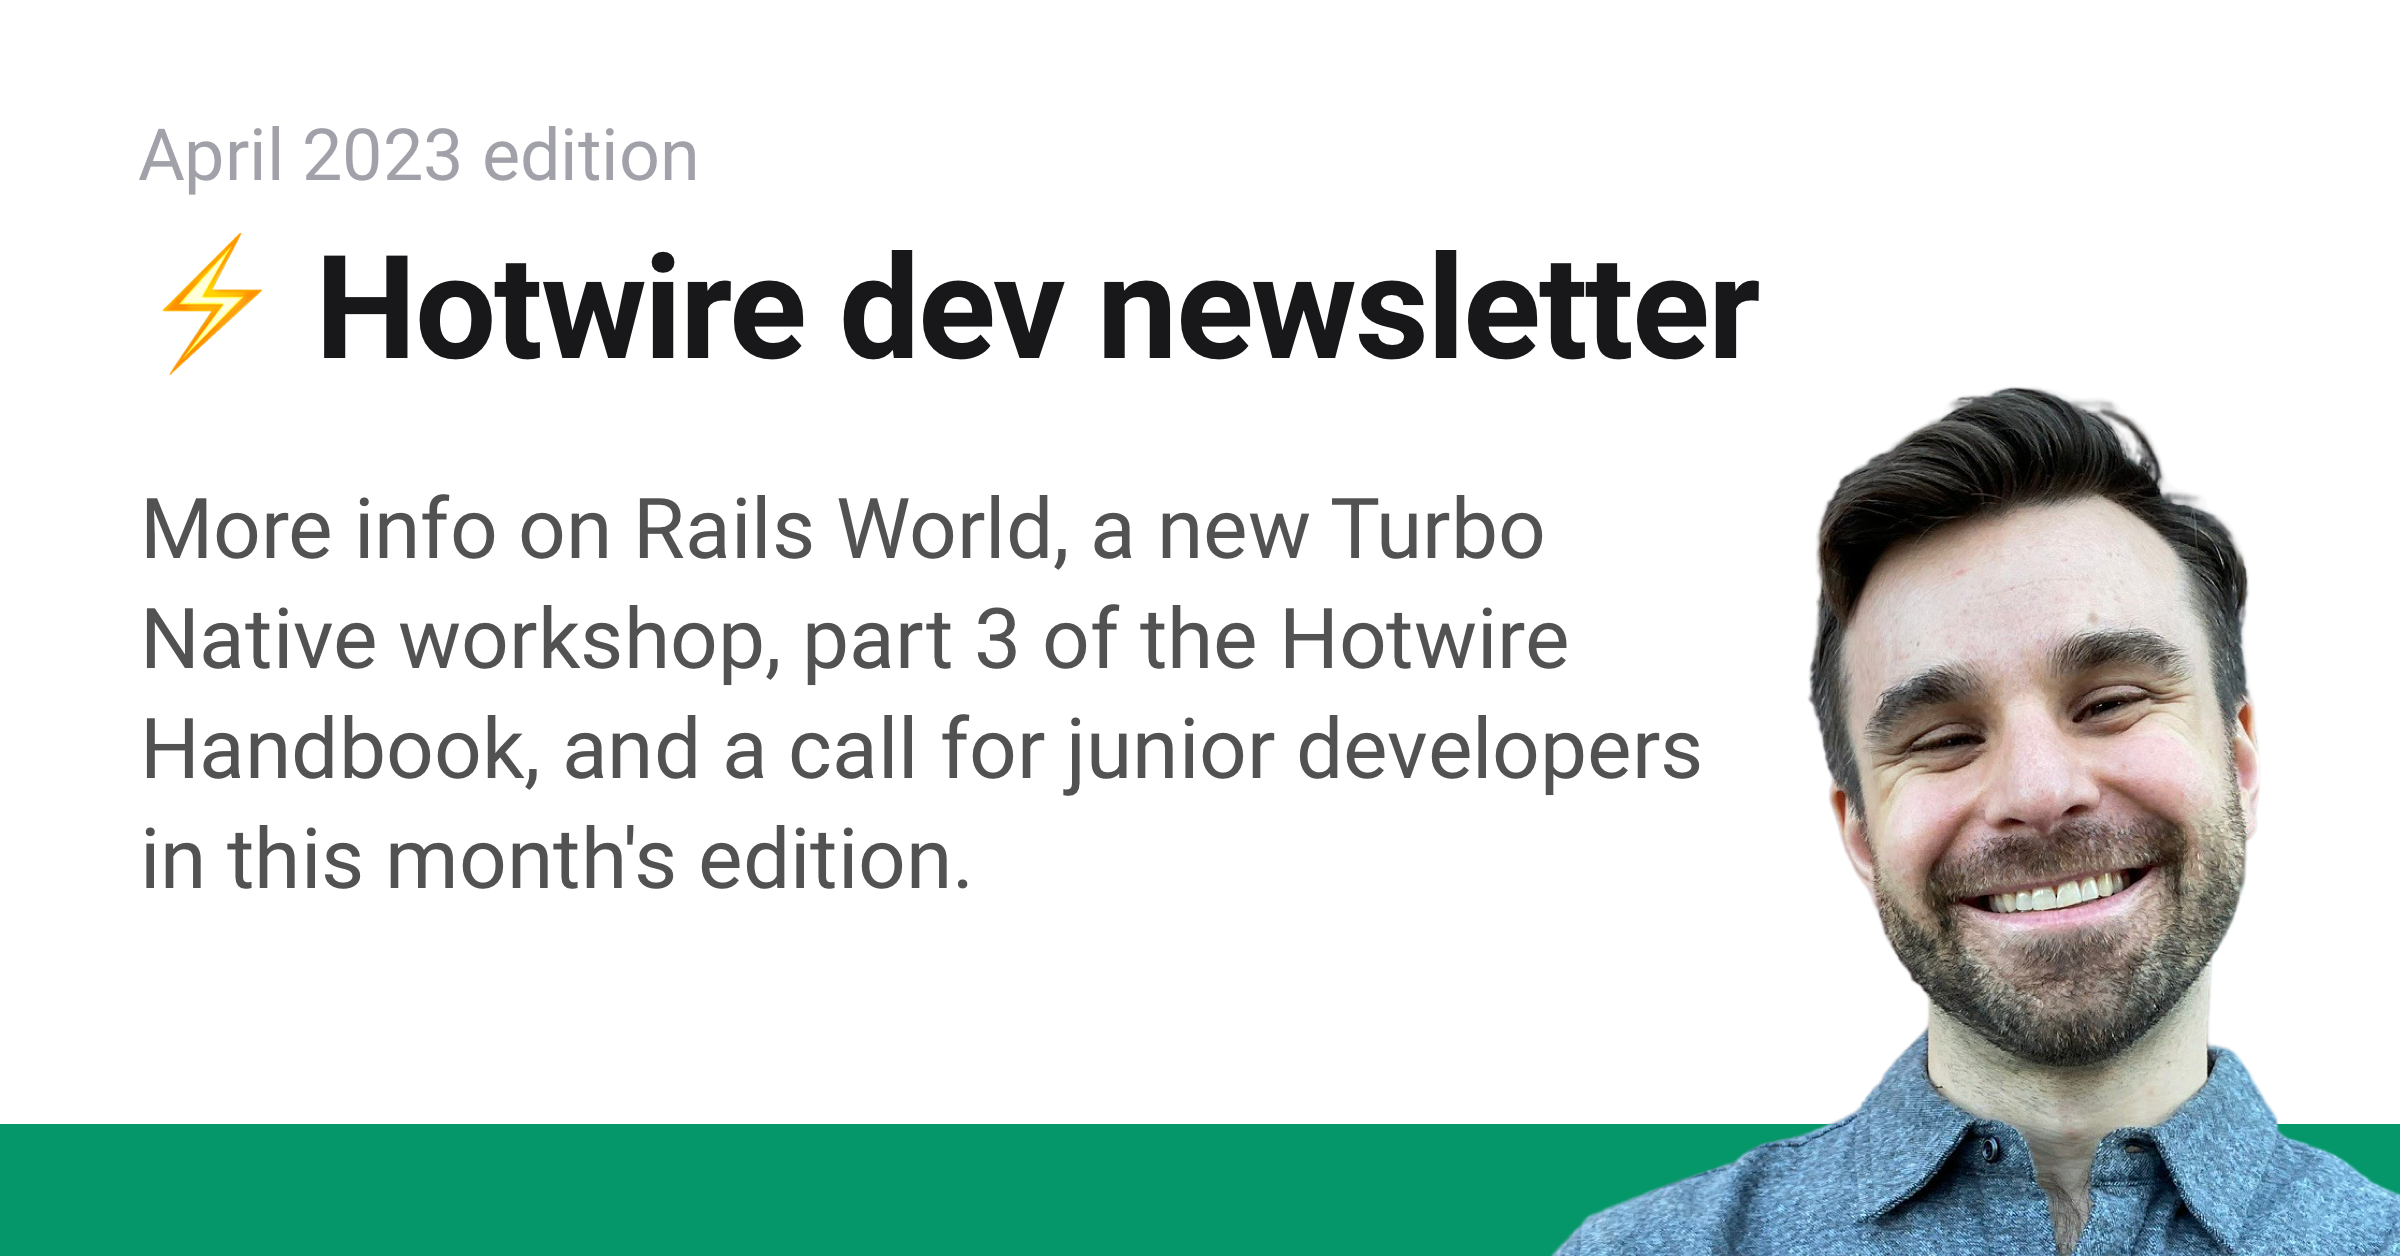 April 2023 edition
⚡ Hotwire dev newsletter
More info on Rails World, a new Turbo
Native workshop, part 3 of the Hotwire
Handbook, and a call for junior developers
in this month's edition.